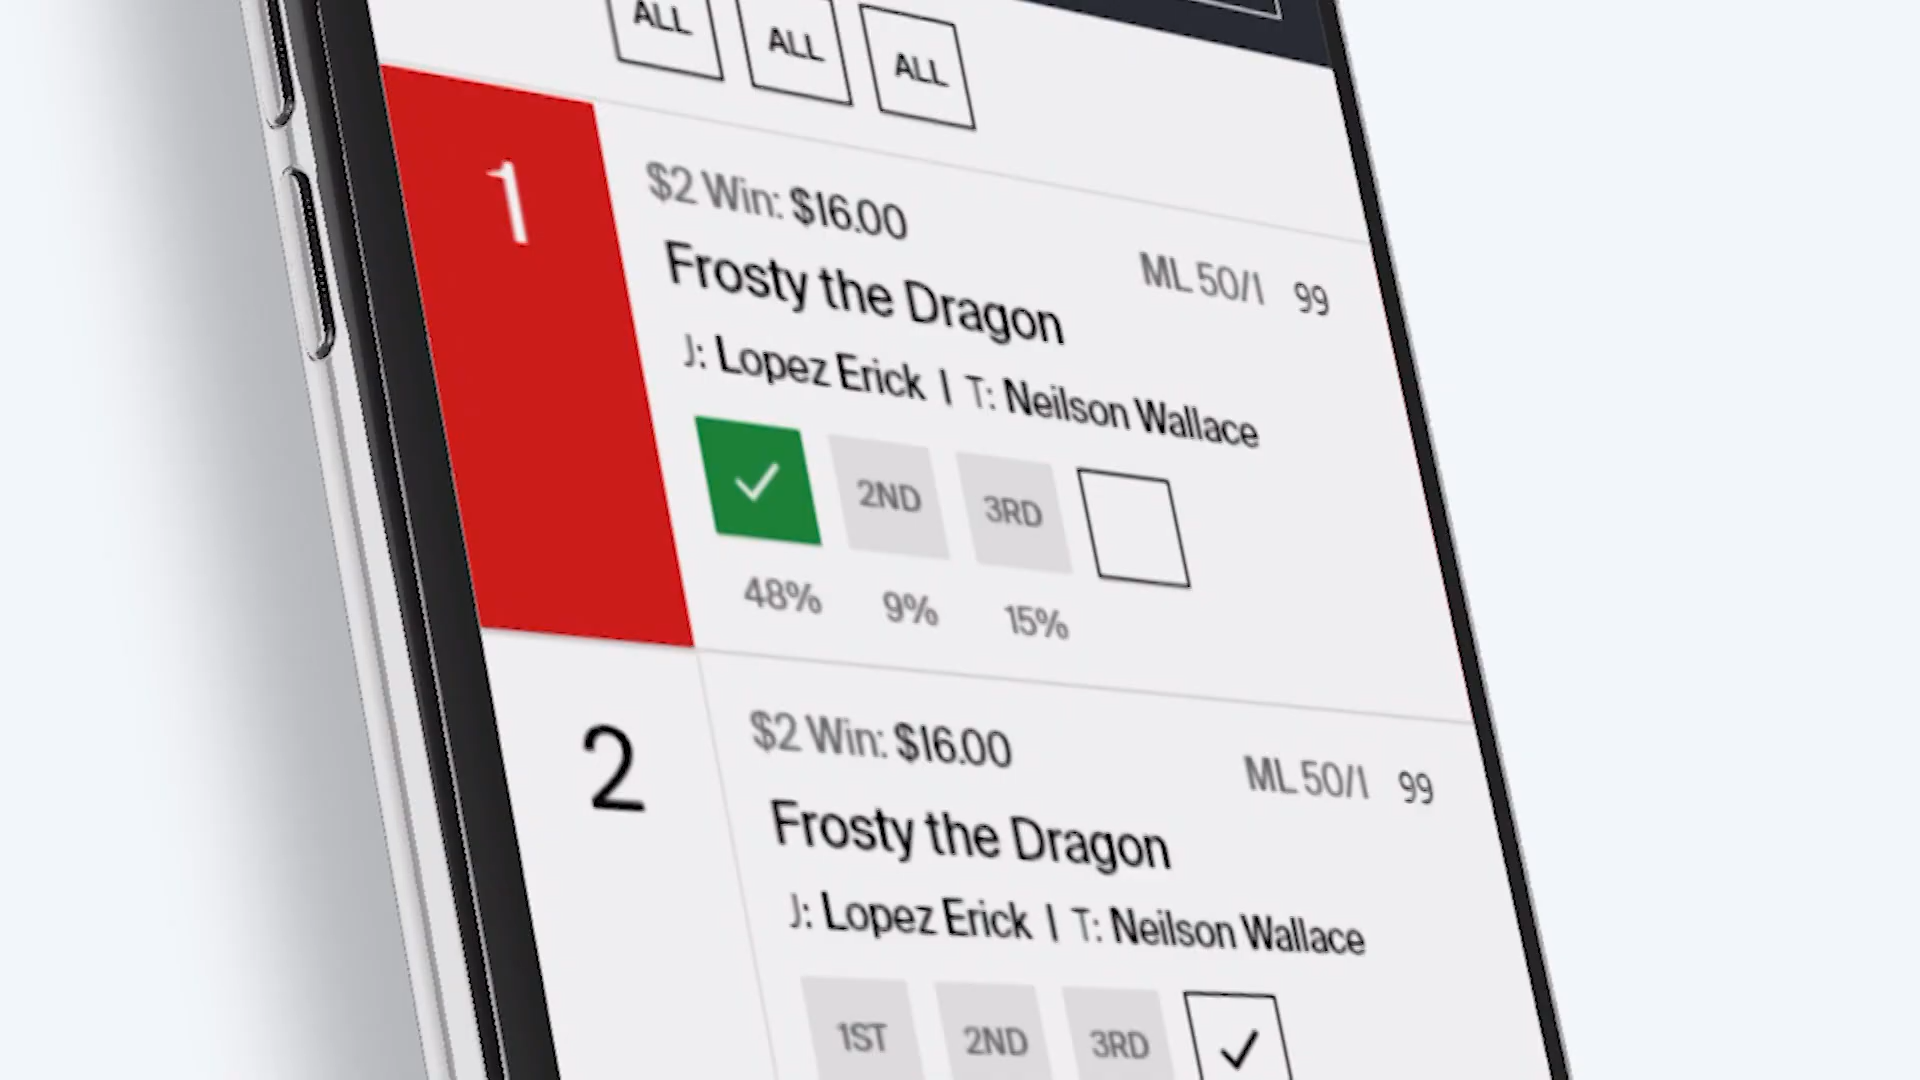 ALL ALL ALL
1
$2 Win: $16.00
ML 50/1 99
Frosty the Dragon
J: Lopez Erick | T: Neilson Wallace
2ND 3RD
48% 9% 15%
2
$2 Win: $16.00
ML 50/1 99
Frosty the Dragon
J: Lopez Erick | T: Neilson Wallace
1ST 2ND 3RD